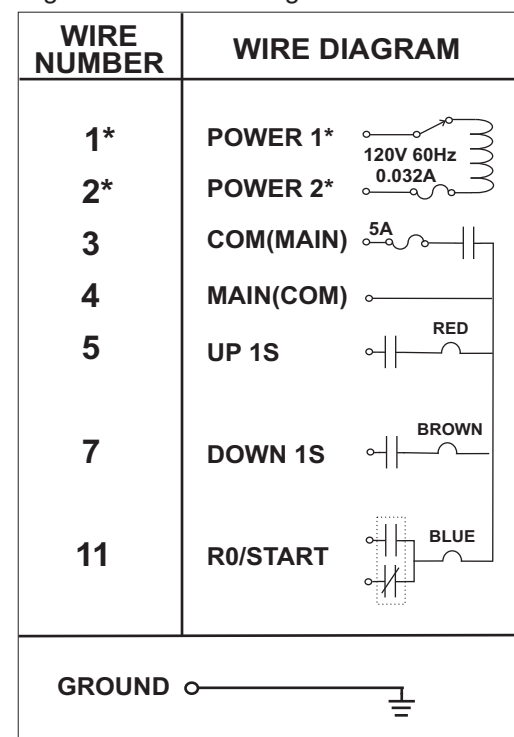 WIRE NUMBER WIRE DIAGRAM
1* POWER 1*
120V 60Hz
0.032A
2* POWER 2*
3 COM(MAIN) 5A
4 MAIN(COM)
5 UP 1S RED
7 DOWN 1S BROWN
11 R0/START BLUE
GROUND